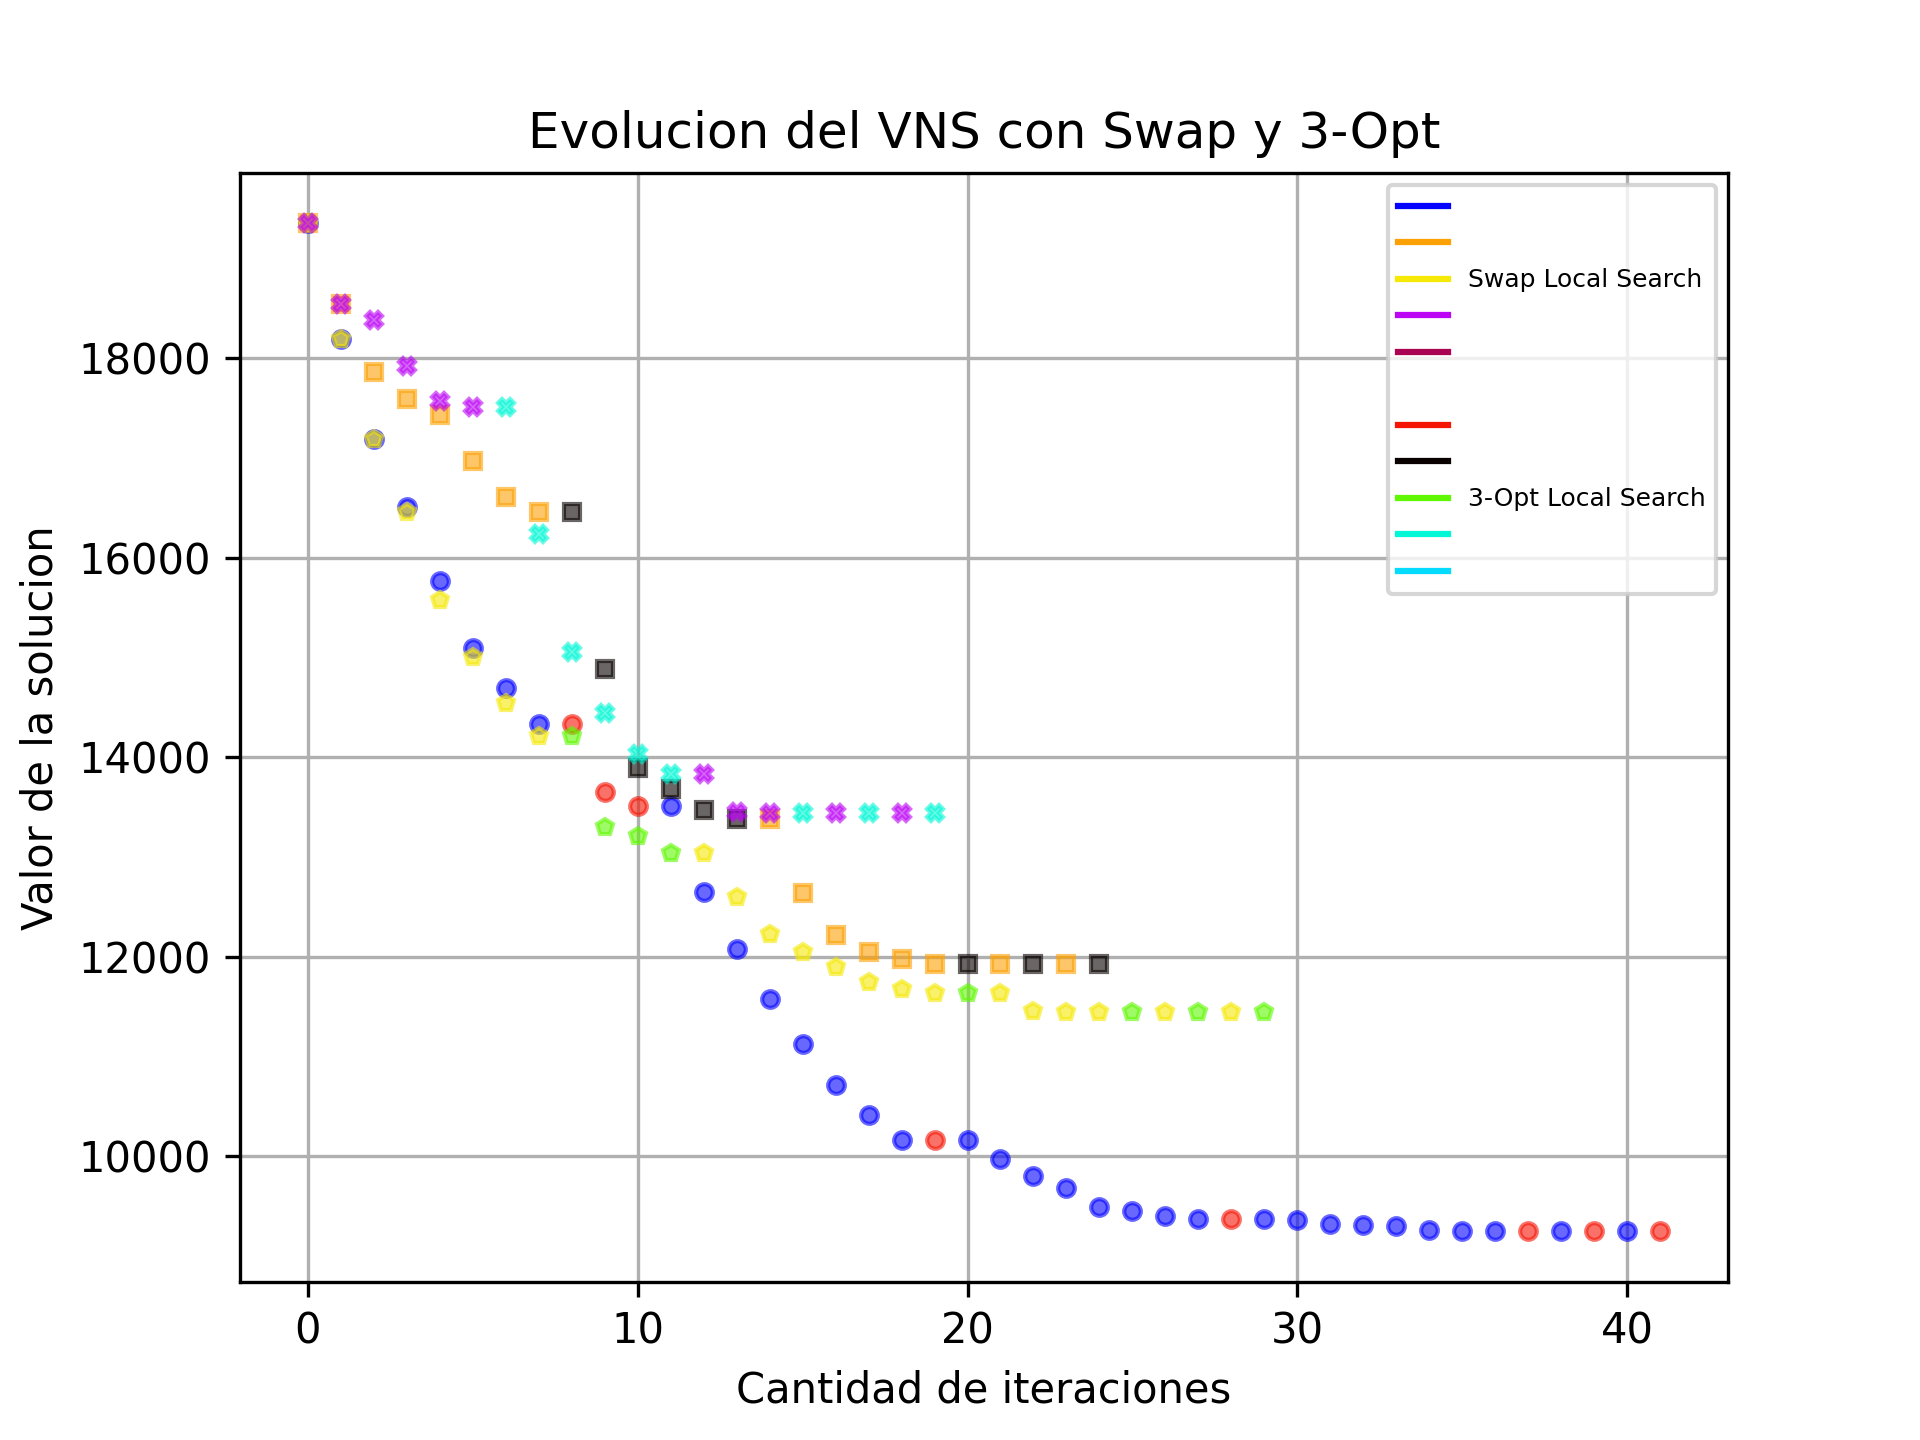 Evolucion del VNS con Swap y 3-Opt
Swap Local Search
3-Opt Local Search
Valor de la solucion
18000
16000
14000
12000
10000
0 10 20 30 40
Cantidad de iteraciones